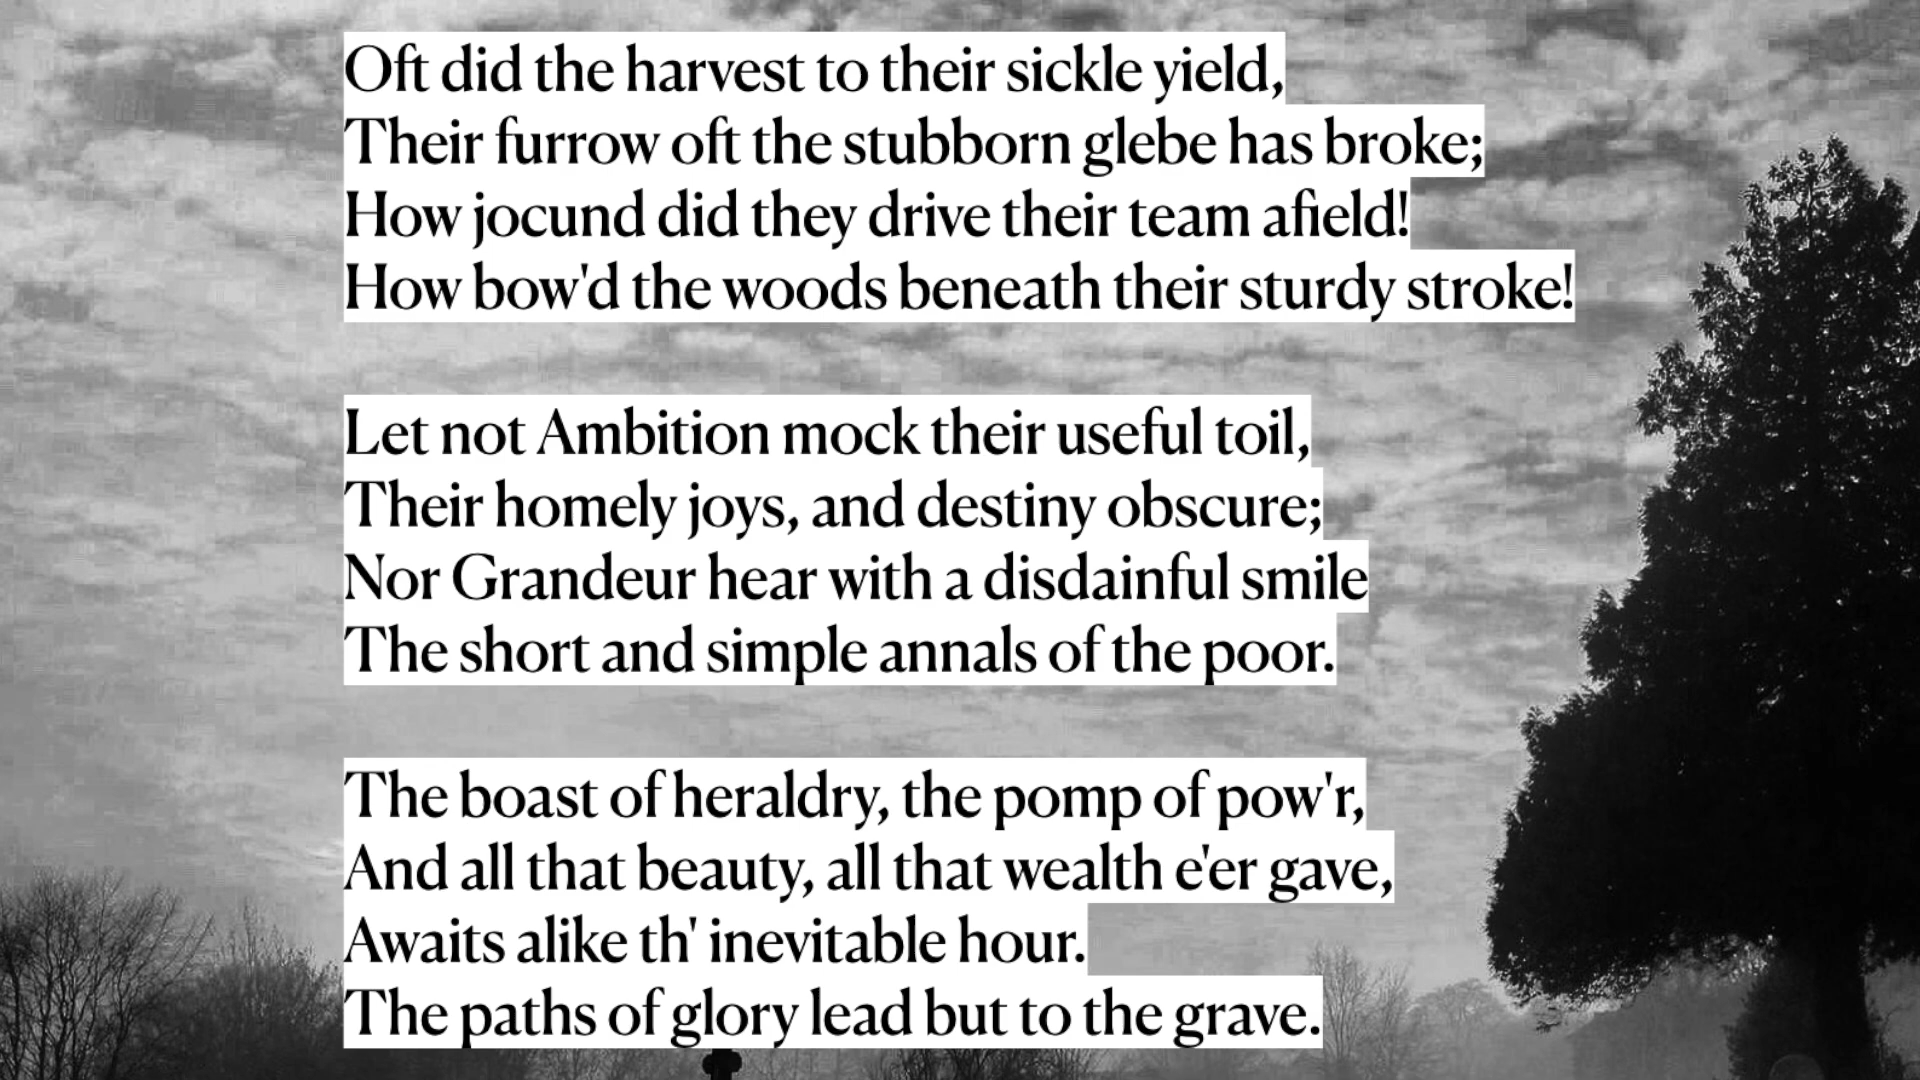 Oft did the harvest to their sickle yield,
Their furrow oft the stubborn glebe has broke;
How jocund did they drive their team afield!
How bow'd the woods beneath their sturdy stroke!
Let not Ambition mock their useful toil,
Their homely joys, and destiny obscure;
Nor Grandeur hear with a disdainful smile
The short and simple annals of the poor.
The boast of heraldry, the pomp of pow'r,
And all that beauty, all that wealth e'er gave,
Awaits alike th' inevitable hour.
The paths of glory lead but to the grave.